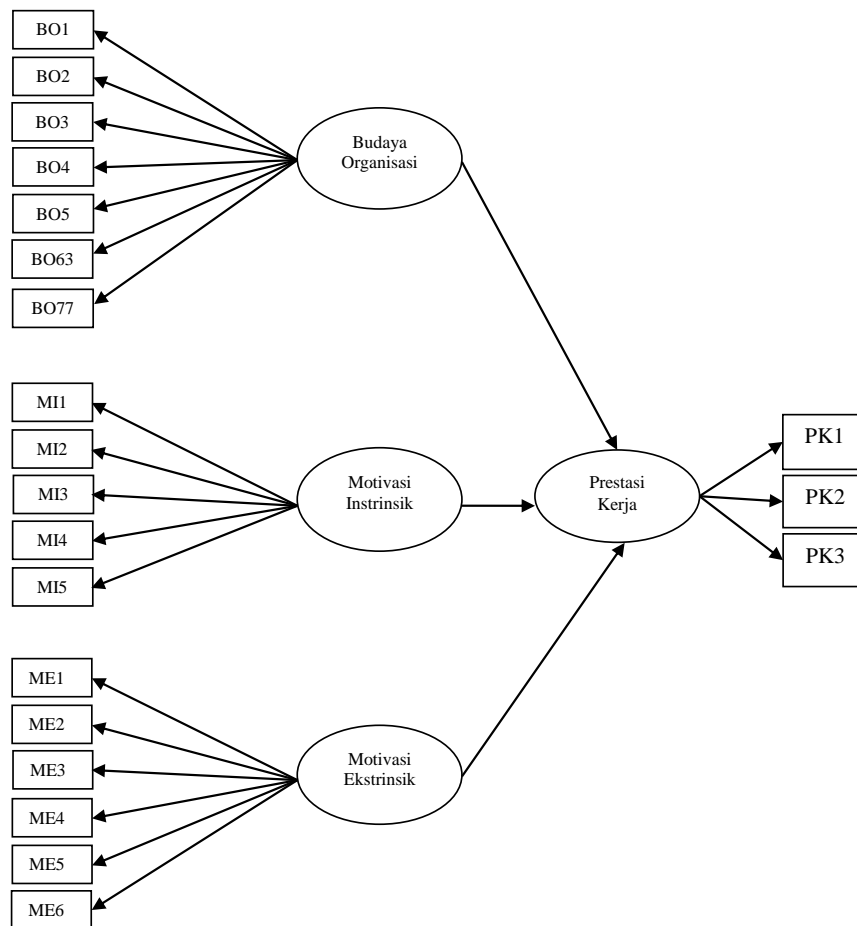 BO1
BO2
BO3
BO4
BO5
BO63
BO77
Budaya
Organisasi
MI1
MI2
MI3
MI4
MI5
Motivasi
Instrinsik
Prestasi
Kerja
PK1
PK2
PK3
ME1
ME2
ME3
ME4
ME5
ME6
Motivasi
Ekstrinsik